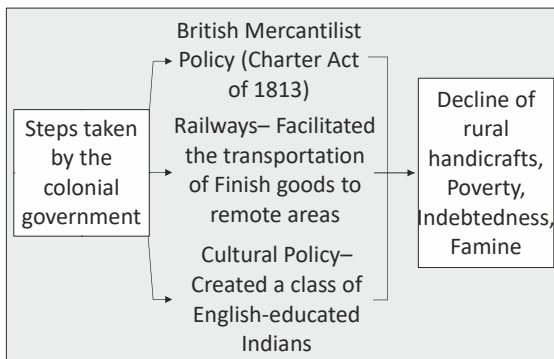 Steps taken
by the
colonial
government
British Mercantilist
Policy (Charter Act
of 1813)
Railways– Facilitated
the transportation
of Finish goods to
remote areas
Cultural Policy–
Created a class of
English-educated
Indians
Decline of
rural
handicrafts,
Poverty,
Indebtedness,
Famine